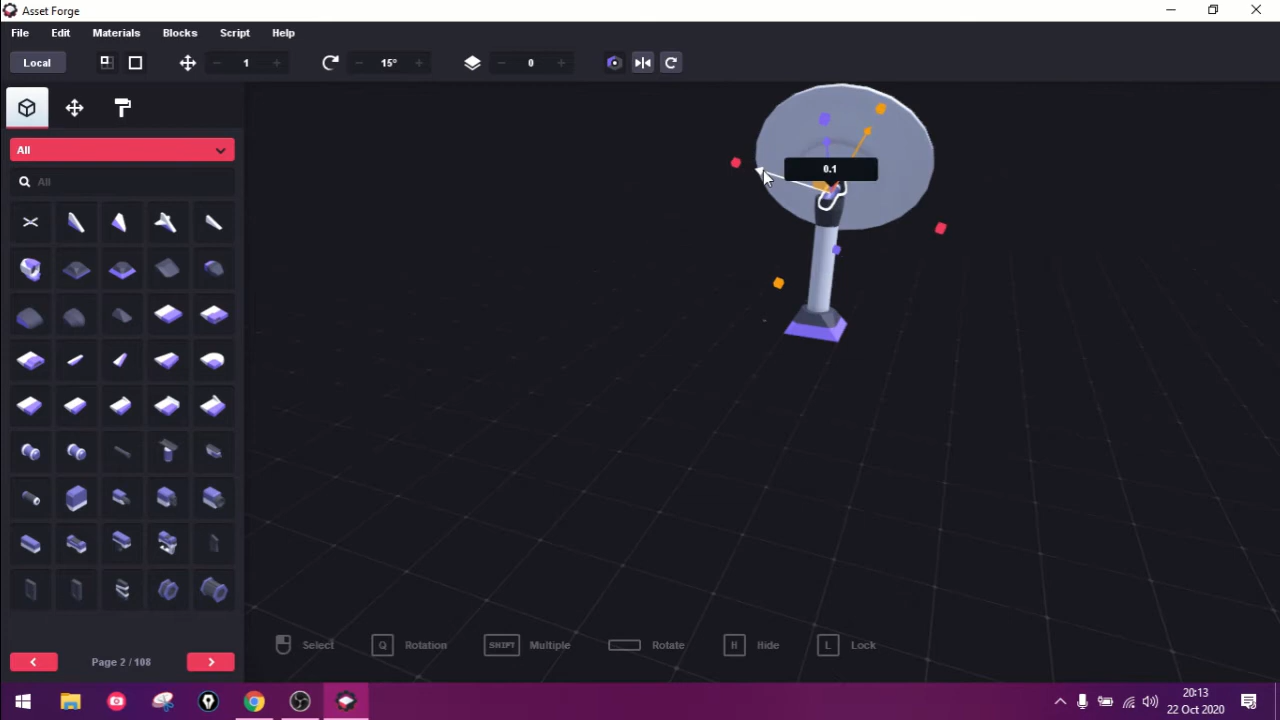 Asset Forge
File Edit Materials Blocks Script Help
Local 1 15° 0
All
All
0.1
Select Q Rotation SHIFT Multiple Rotate H Hide L Lock
Page 2 / 108
20:13
22 Oct 2020